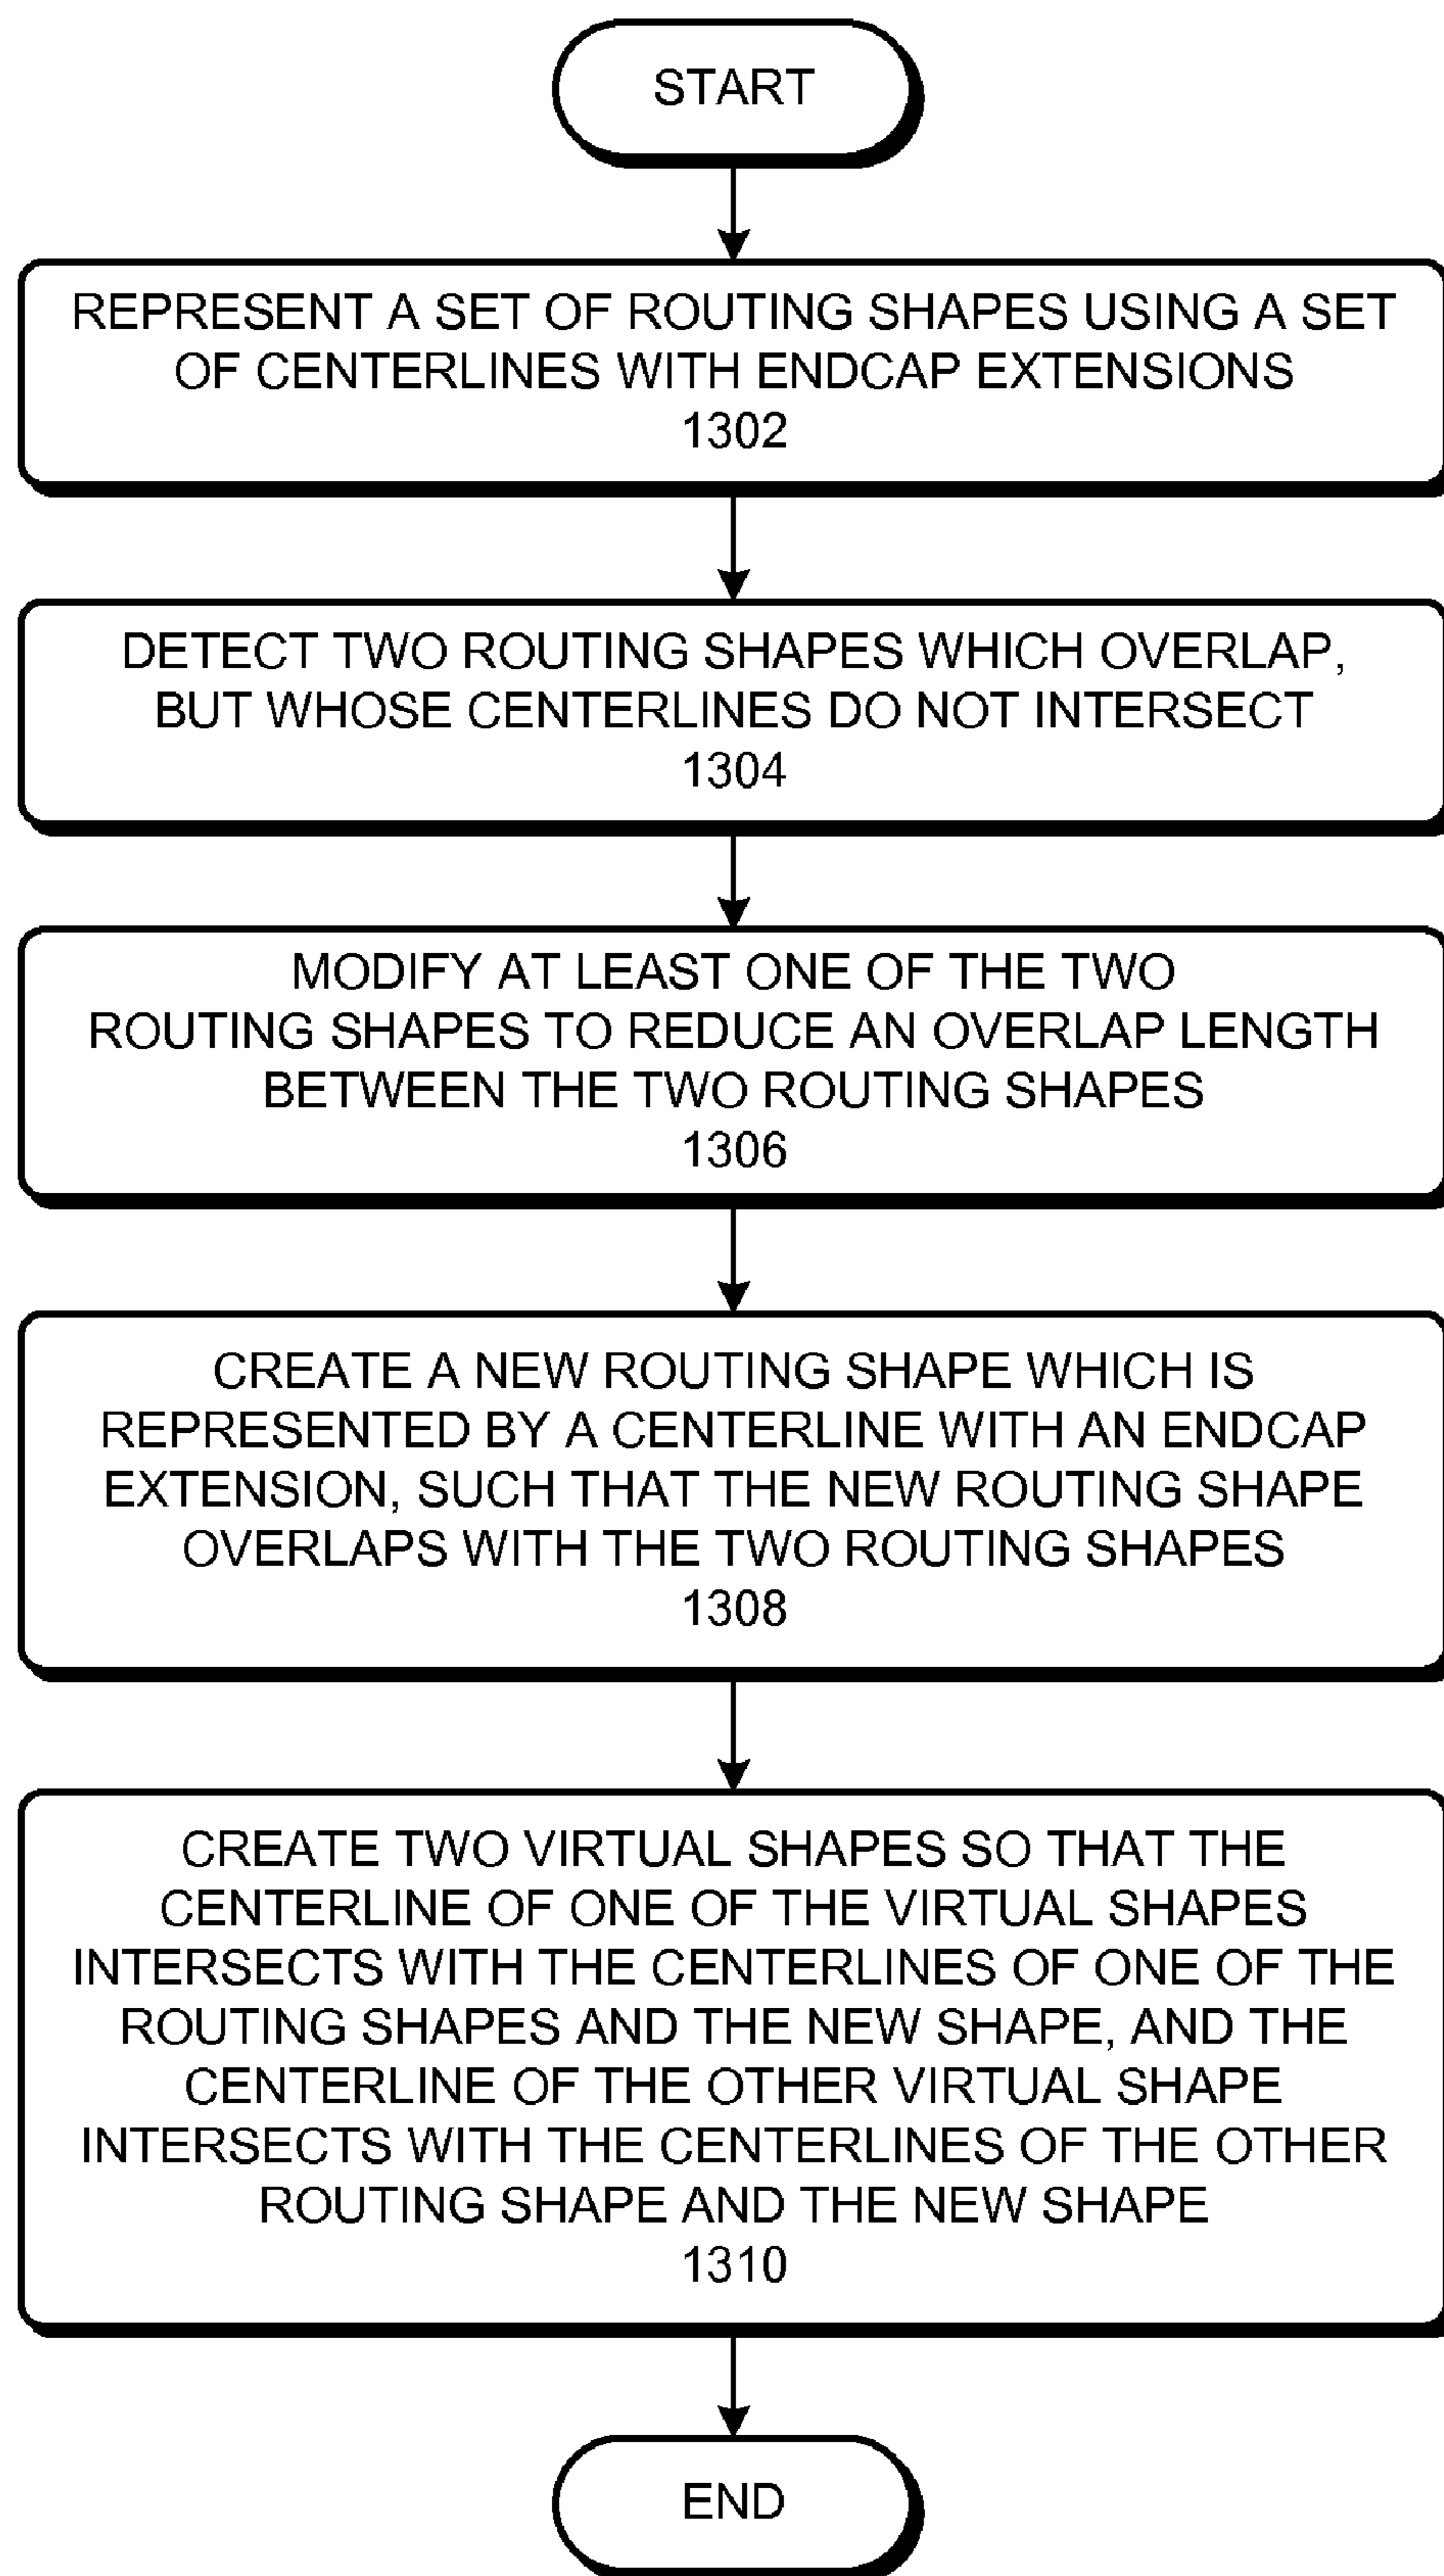 START
REPRESENT A SET OF ROUTING SHAPES USING A SET
OF CENTERLINES WITH ENDCAP EXTENSIONS
1302
DETECT TWO ROUTING SHAPES WHICH OVERLAP,
BUT WHOSE CENTERLINES DO NOT INTERSECT
1304
MODIFY AT LEAST ONE OF THE TWO
ROUTING SHAPES TO REDUCE AN OVERLAP LENGTH
BETWEEN THE TWO ROUTING SHAPES
1306
CREATE A NEW ROUTING SHAPE WHICH IS
REPRESENTED BY A CENTERLINE WITH AN ENDCAP
EXTENSION, SUCH THAT THE NEW ROUTING SHAPE
OVERLAPS WITH THE TWO ROUTING SHAPES
1308
CREATE TWO VIRTUAL SHAPES SO THAT THE
CENTERLINE OF ONE OF THE VIRTUAL SHAPES
INTERSECTS WITH THE CENTERLINES OF ONE OF THE
ROUTING SHAPES AND THE NEW SHAPE, AND THE
CENTERLINE OF THE OTHER VIRTUAL SHAPE
INTERSECTS WITH THE CENTERLINES OF THE OTHER
ROUTING SHAPE AND THE NEW SHAPE
1310
END